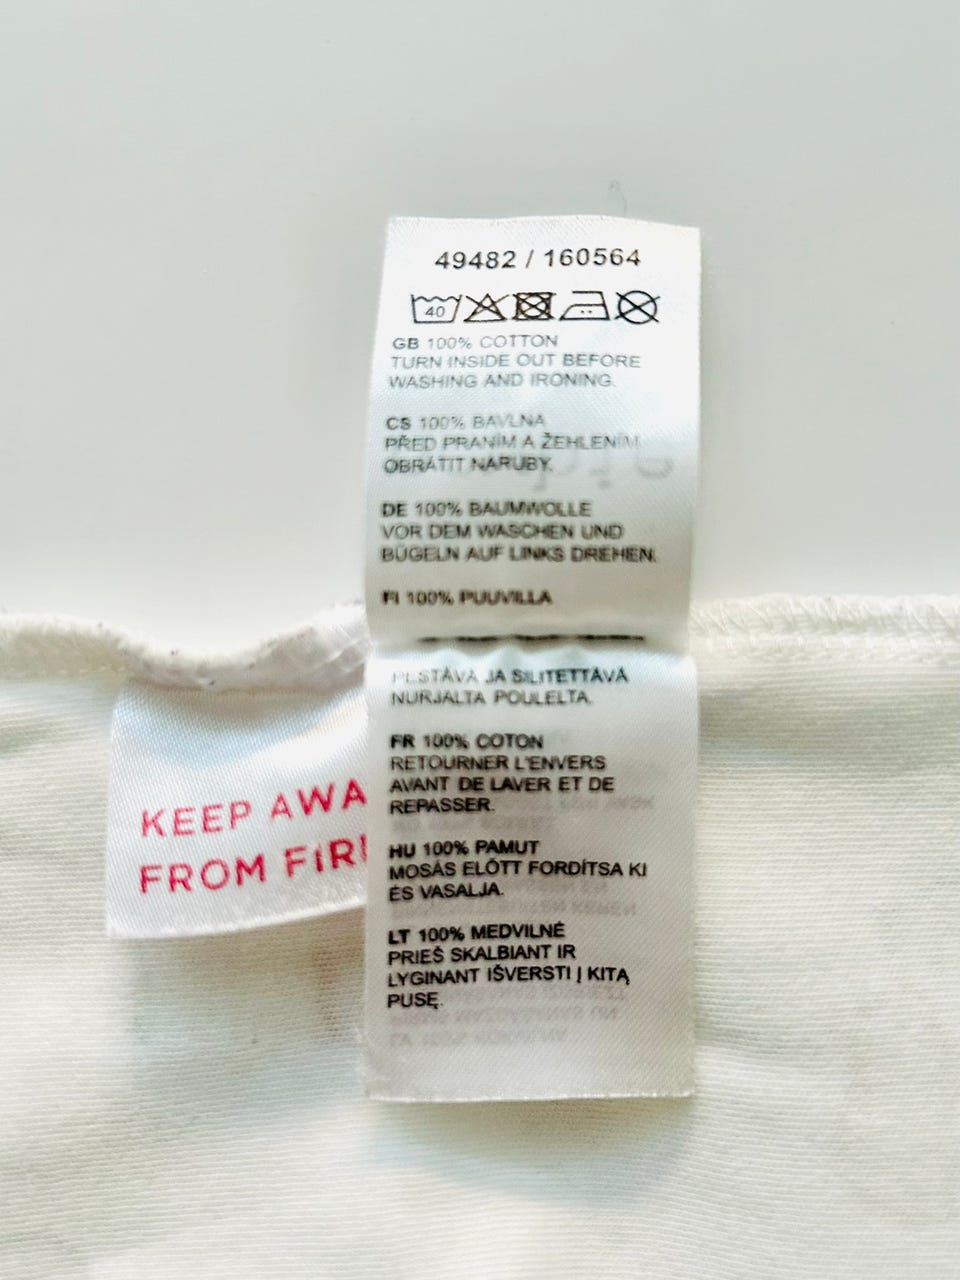 49482 / 160564
40
GB 100% COTTON
TURN INSIDE OUT BEFORE
WASHING AND IRONING.
CS 100% BAVLNA
PŘED PRANÍM A ŽEHLENÍM
OBRÁTIT NARUBY.
DE 100% BAUMWOLLE
VOR DEM WASCHEN UND
BÜGELN AUF LINKS DREHEN.
FI 100% PUUVILLA
PESTÄVÄ JA SILITETTÄVÄ
NURJALTA POULELTA.
FR 100% COTON
RETOURNER L'ENVERS
AVANT DE LAVER ET DE
REPASSER.
HU 100% PAMUT
MOSÁS ELŐTT FORDÍTSA KI
ÉS VASALJA.
LT 100% MEDVILNĖ
PRIEŠ SKALBIANT IR
LYGINANT IŠVERSTI Į KITĄ
PUSĘ.
KEEP AWA
FROM FIR